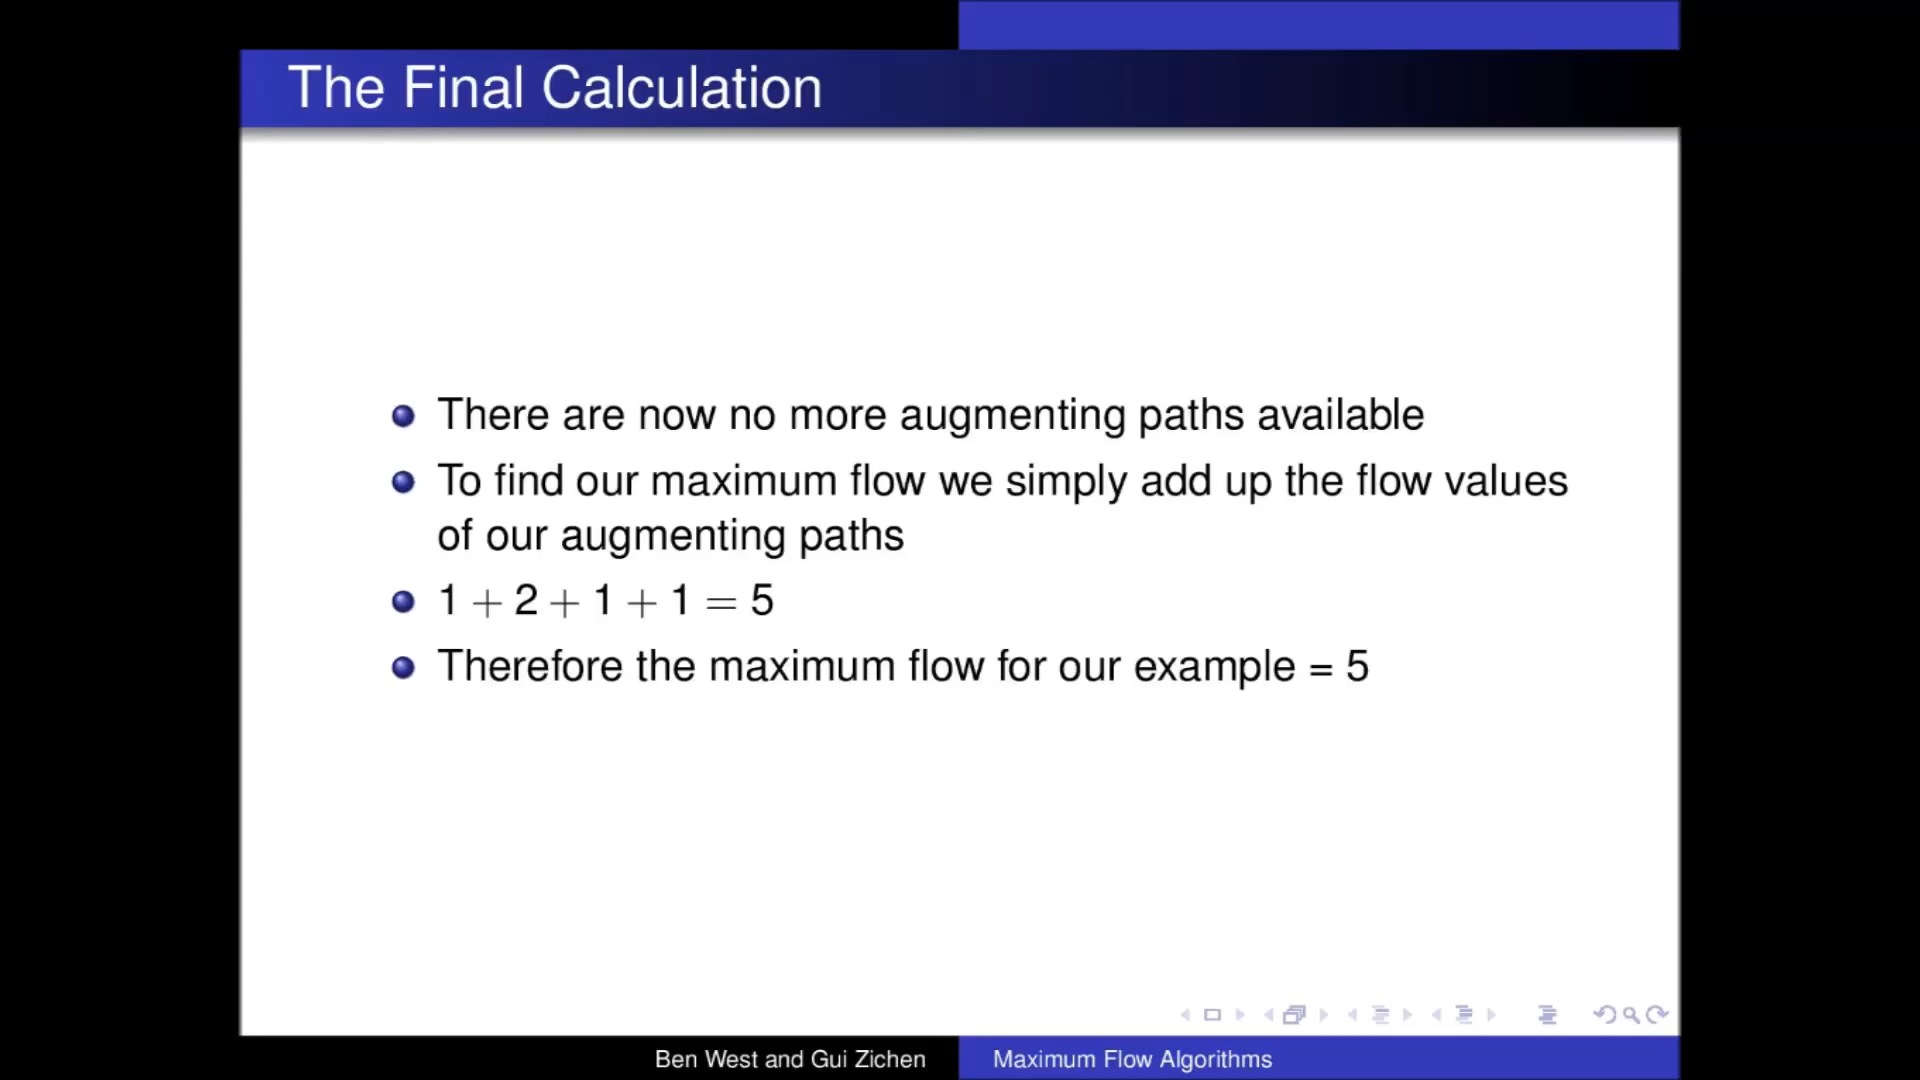 The Final Calculation
There are now no more augmenting paths available
To find our maximum flow we simply add up the flow values
of our augmenting paths
1 + 2 + 1 + 1 = 5
Therefore the maximum flow for our example = 5
Ben West and Gui Zichen
Maximum Flow Algorithms